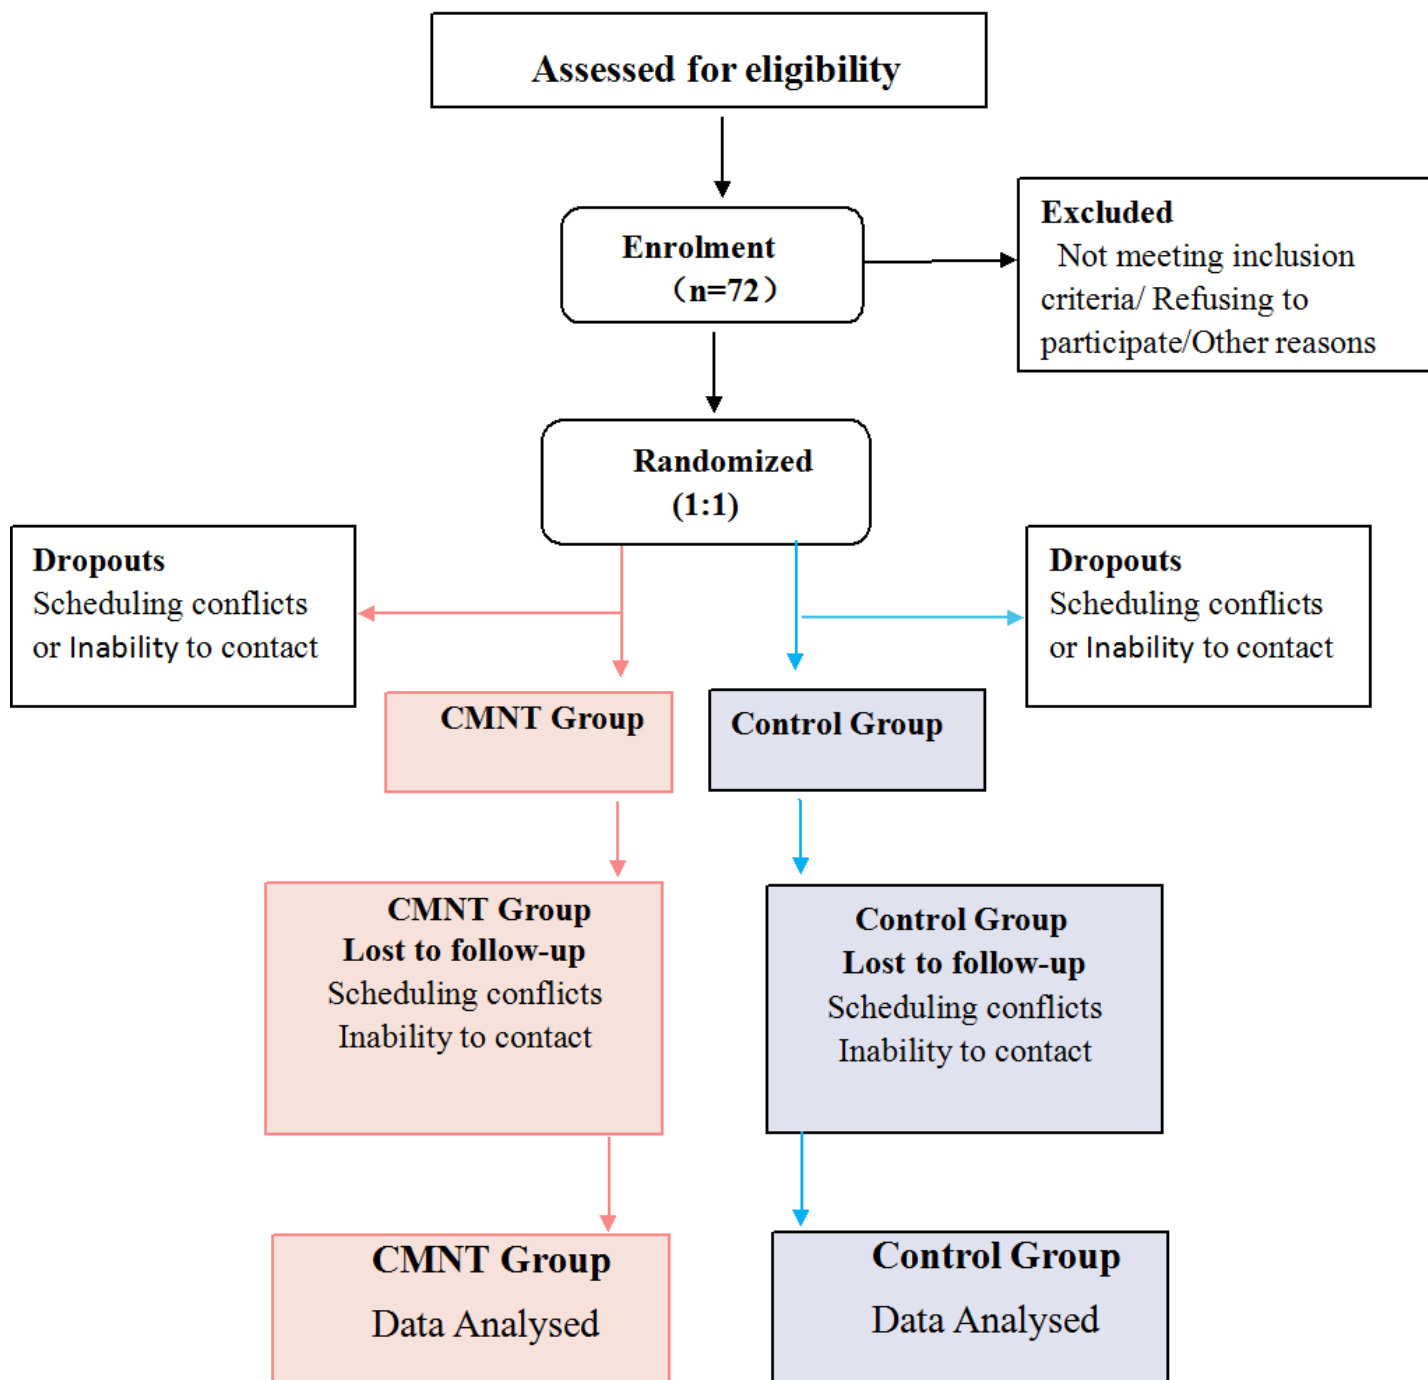 Assessed for eligibility
Enrolment
（n=72）
Excluded
Not meeting inclusion
criteria/ Refusing to
participate/Other reasons
Randomized
(1:1)
Dropouts
Scheduling conflicts
or Inability to contact
Dropouts
Scheduling conflicts
or Inability to contact
CMNT Group
Control Group
CMNT Group
Lost to follow-up
Scheduling conflicts
Inability to contact
Control Group
Lost to follow-up
Scheduling conflicts
Inability to contact
CMNT Group
Data Analysed
Control Group
Data Analysed